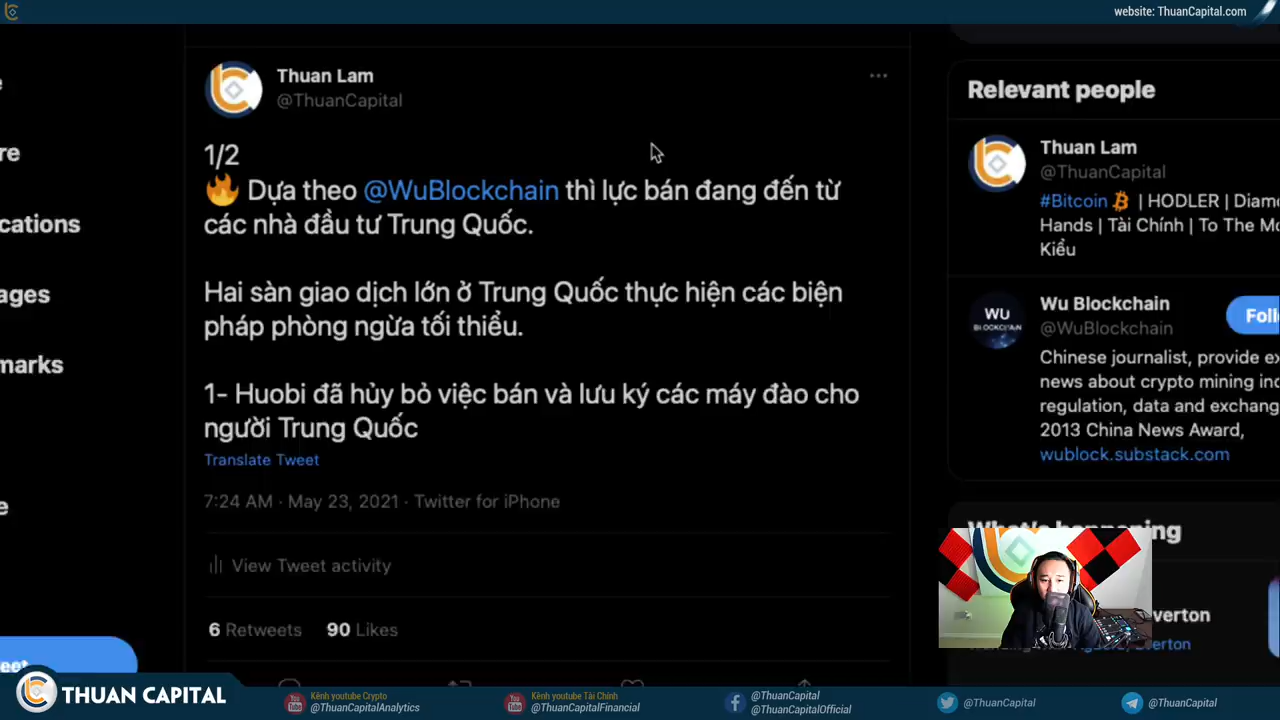 website: ThuanCapital.com
Thuan Lam
@ThuanCapital
1/2
🔥 Dựa theo @WuBlockchain thì lực bán đang đến từ
các nhà đầu tư Trung Quốc.
Hai sàn giao dịch lớn ở Trung Quốc thực hiện các biện
pháp phòng ngừa tối thiểu.
1- Huobi đã hủy bỏ việc bán và lưu ký các máy đào cho
người Trung Quốc
Translate Tweet
7:24 AM · May 23, 2021 · Twitter for iPhone
View Tweet activity
6 Retweets 90 Likes
re
cations
ages
marks
Relevant people
Thuan Lam
@ThuanCapital
#Bitcoin | HODLER | Diamo
Hands | Tài Chính | To The Mo
Kiều
Wu Blockchain
@WuBlockchain
Foll
Chinese journalist, provide ex
news about crypto mining ind
regulation, data and exchang
2013 China News Award,
wublock.substack.com
What's happening
verton
verton
THUAN CAPITAL
Kênh youtube Crypto
@ThuanCapitalAnalytics
Kênh youtube Tài Chính
@ThuanCapitalFinancial
@ThuanCapital
@ThuanCapitalOfficial
@ThuanCapital
@ThuanCapital